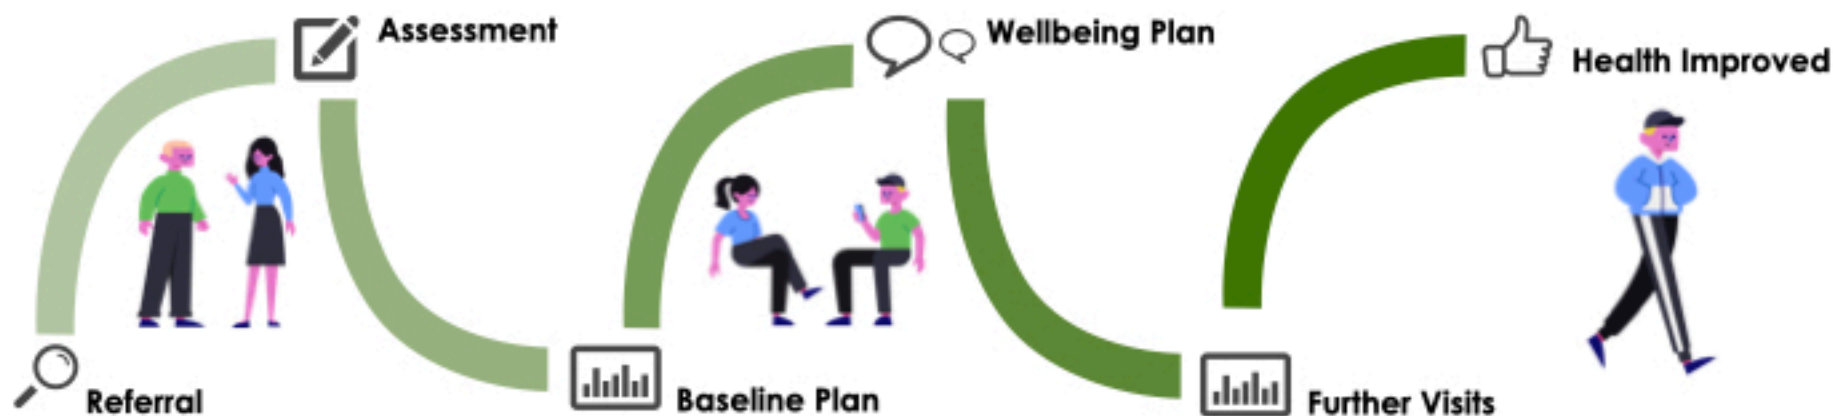 Referral
Assessment
Baseline Plan
Wellbeing Plan
Further Visits
Health Improved